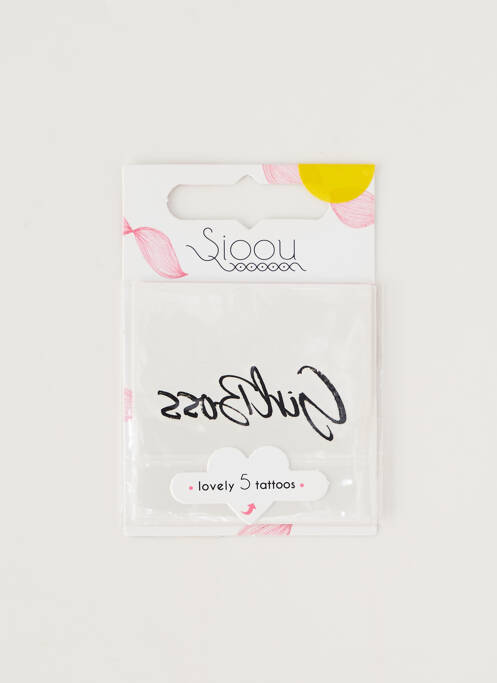 Sioou
GirlBoss
• lovely 5 tattoos •